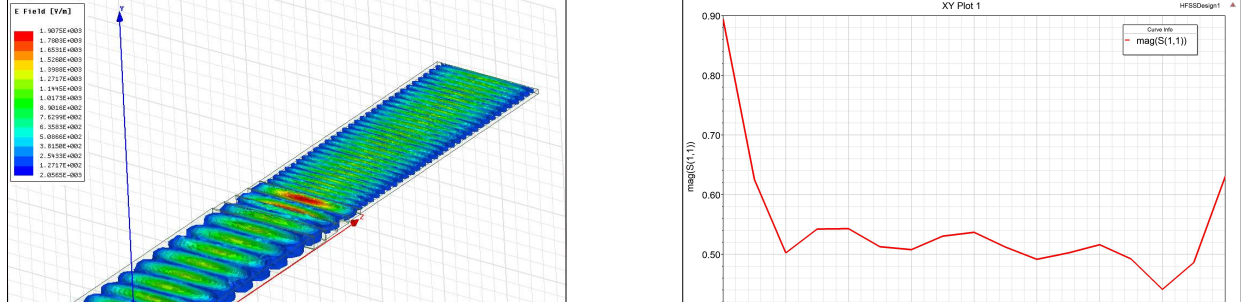 E Field [V/m]
1.9075E+003
1.7803E+003
1.6531E+003
1.5260E+003
1.3988E+003
1.2717E+003
1.1445E+003
1.0173E+003
8.9016E+002
7.6299E+002
6.3583E+002
5.0866E+002
3.8150E+002
2.5433E+002
1.2717E+002
2.0565E-003
Y
Z
XY Plot 1
HFSSDesign1
Curve Info
mag(S(1,1))
mag(S(1,1))
0.90
0.80
0.70
0.60
0.50